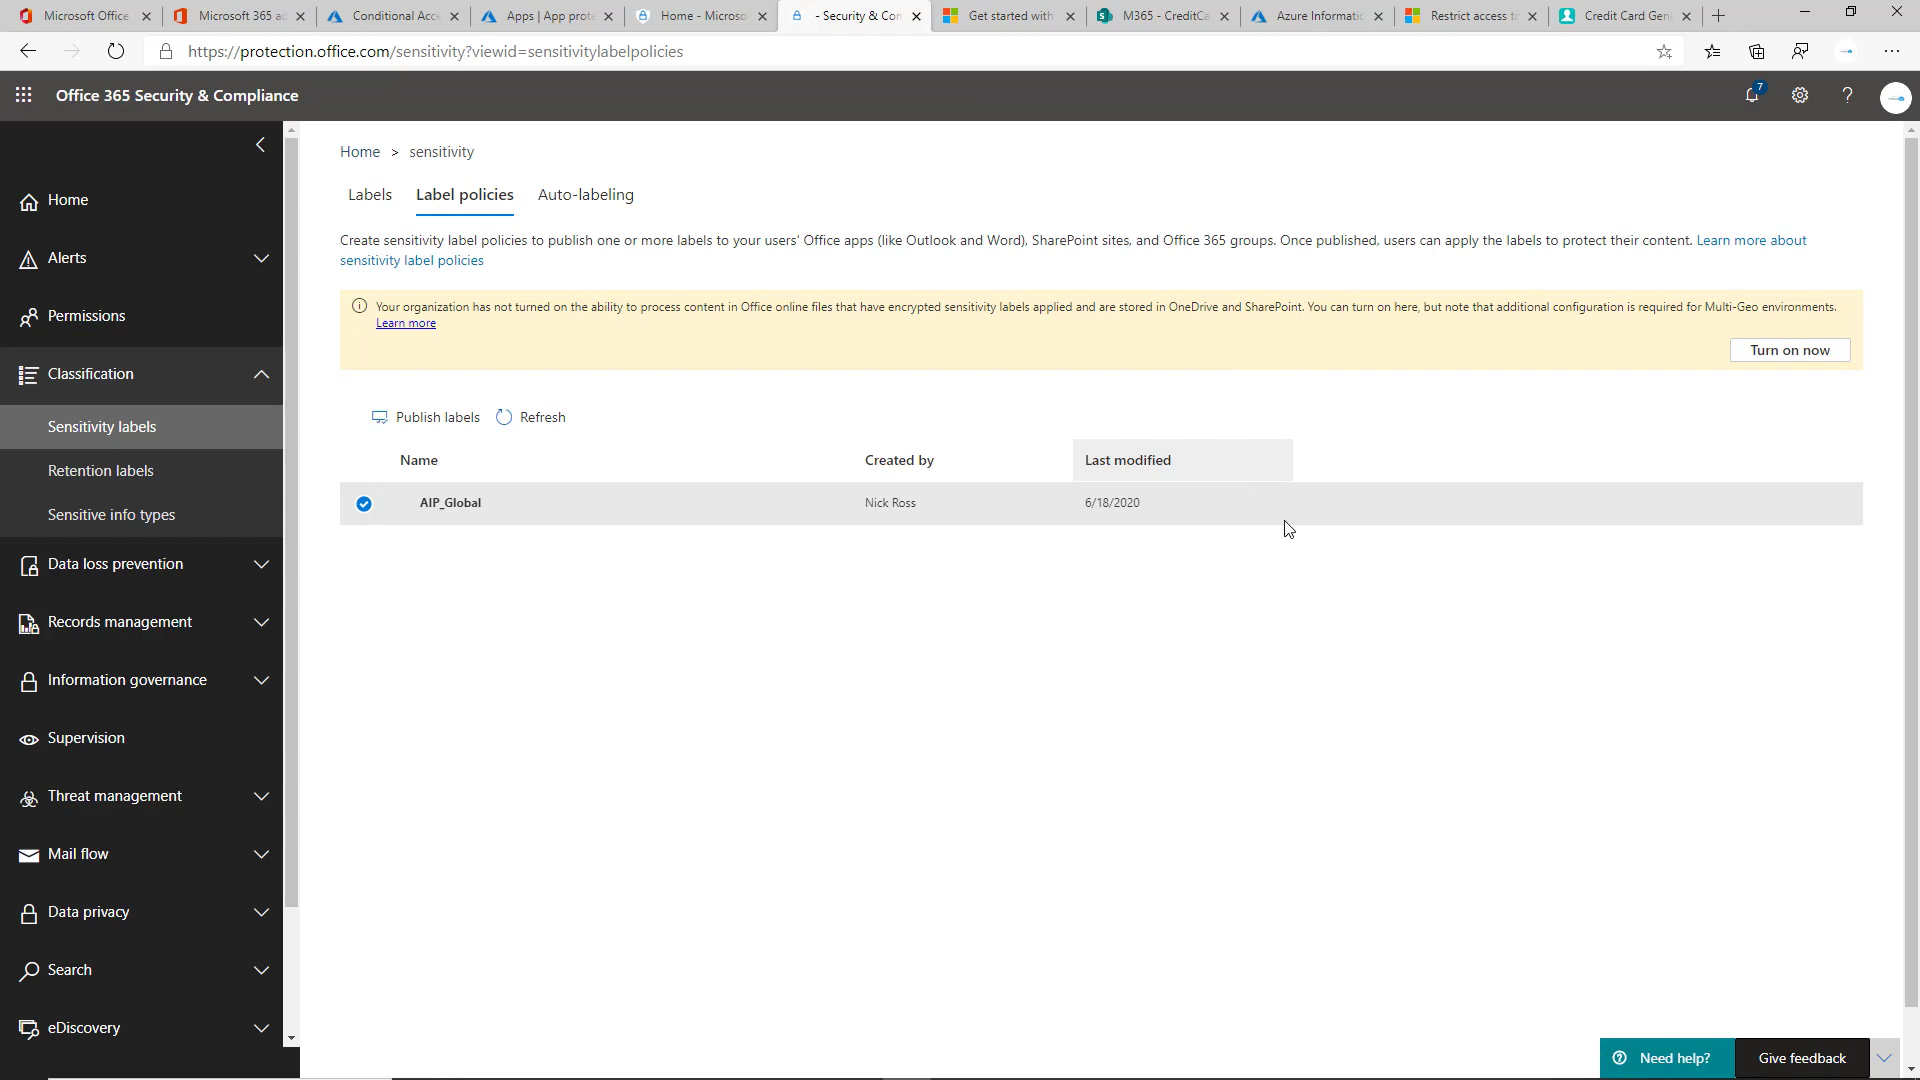 Microsoft Office
Microsoft 365 a
Conditional Acc
Apps | App prot
Home - Microso
- Security & Con
Get started with
M365 - CreditCa
Azure Informati
Restrict access t
Credit Card Gen
https://protection.office.com/sensitivity?viewid=sensitivitylabelpolicies
Office 365 Security & Compliance
7
?
Home
Alerts
Permissions
Classification
Sensitivity labels
Retention labels
Sensitive info types
Data loss prevention
Records management
Information governance
Supervision
Threat management
Mail flow
Data privacy
Search
eDiscovery
Home > sensitivity
Labels Label policies Auto-labeling
Create sensitivity label policies to publish one or more labels to your users' Office apps (like Outlook and Word), SharePoint sites, and Office 365 groups. Once published, users can apply the labels to protect their content. Learn more about
sensitivity label policies
Your organization has not turned on the ability to process content in Office online files that have encrypted sensitivity labels applied and are stored in OneDrive and SharePoint. You can turn on here, but note that additional configuration is required for Multi-Geo environments.
Learn more
Turn on now
Publish labels Refresh
Name Created by Last modified
AIP_Global Nick Ross 6/18/2020
Need help? Give feedback